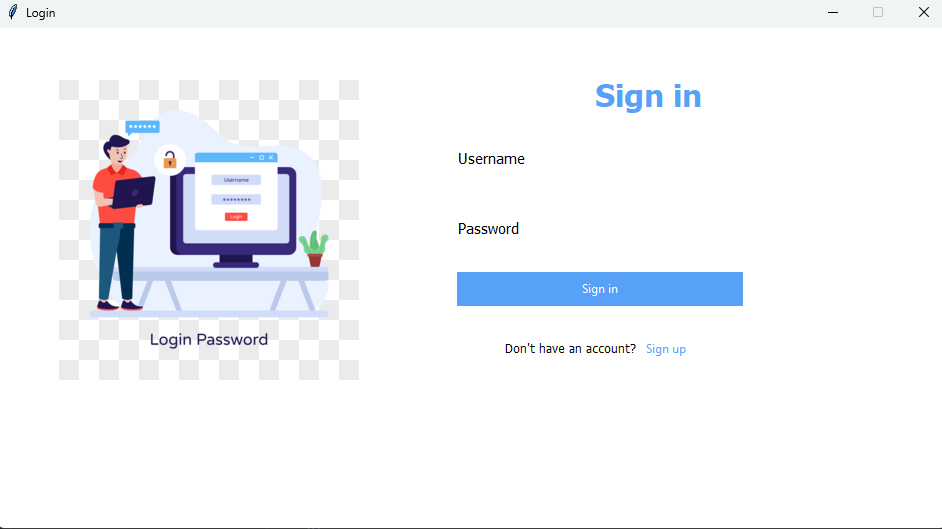 Login
Sign in
Username
Password
Sign in
Don't have an account? Sign up
Username
Login
Login Password